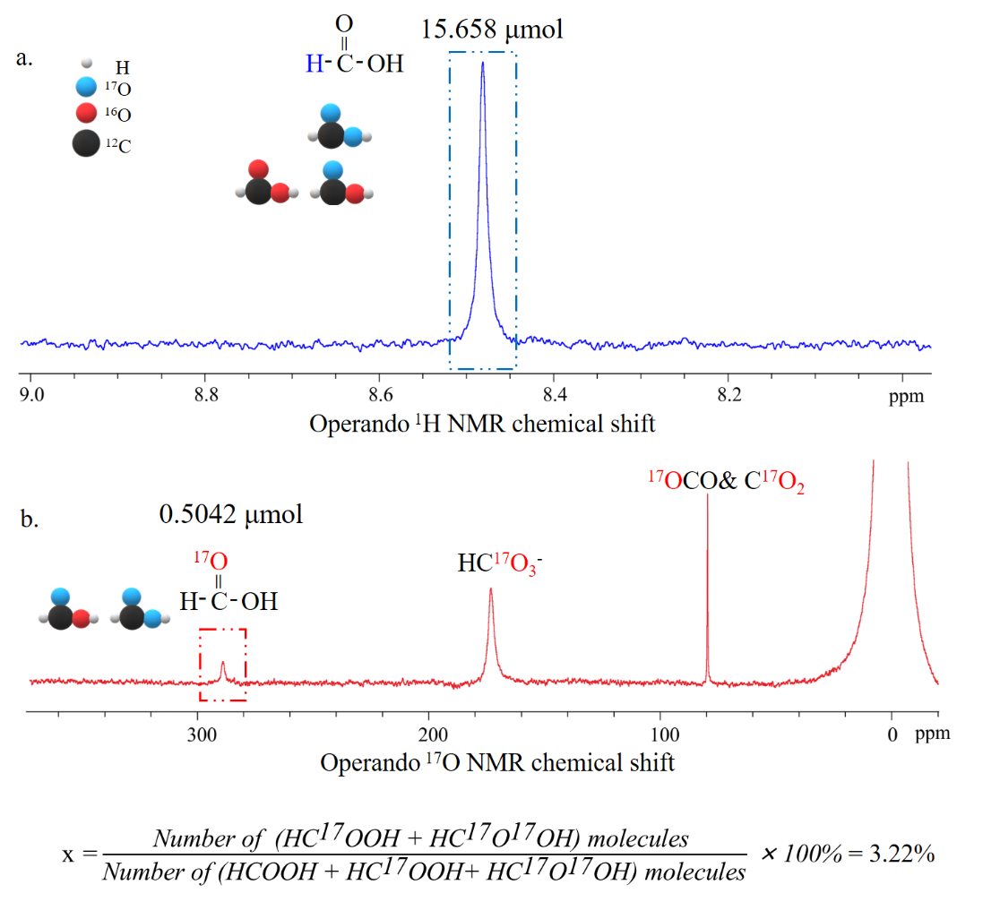 a.
H
¹⁷O
¹⁶O
¹²C
O
H-C-OH
15.658 μmol
9.0 8.8 8.6 8.4 8.2 ppm
Operando ¹H NMR chemical shift
b.
0.5042 μmol
¹⁷O
H-C-OH
HC¹⁷O₃⁻
¹⁷OCO& C¹⁷O₂
300 200 100 0 ppm
Operando ¹⁷O NMR chemical shift
x = Number of (HC¹⁷OOH + HC¹⁷O¹⁷OH) molecules
Number of (HCOOH + HC¹⁷OOH+ HC¹⁷O¹⁷OH) molecules
× 100% = 3.22%